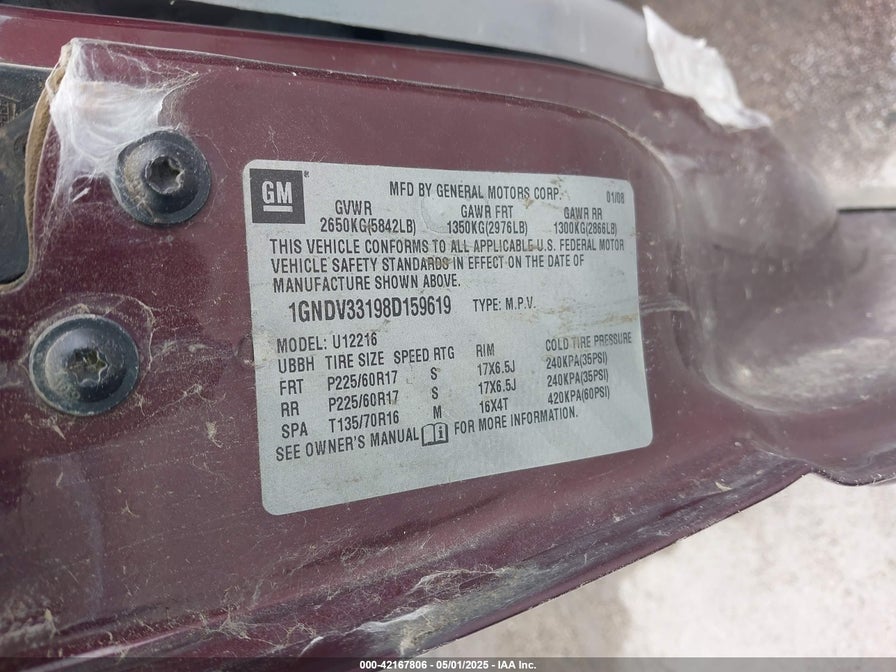 GM
MFD BY GENERAL MOTORS CORP. 01/08
GVWR GAWR FRT GAWR RR
2650KG(5842LB) 1350KG(2976LB) 1300KG(2866LB)
THIS VEHICLE CONFORMS TO ALL APPLICABLE U.S. FEDERAL MOTOR
VEHICLE SAFETY STANDARDS IN EFFECT ON THE DATE OF
MANUFACTURE SHOWN ABOVE.
1GNDV33198D159619 TYPE: M.P.V.
MODEL: U12216
UBBH TIRE SIZE SPEED RTG RIM COLD TIRE PRESSURE
FRT P225/60R17 S 17X6.5J 240KPA(35PSI)
RR P225/60R17 S 17X6.5J 240KPA(35PSI)
SPA T135/70R16 M 16X4T 420KPA(60PSI)
SEE OWNER'S MANUAL FOR MORE INFORMATION.
000-42167806 - 05/01/2025 - IAA Inc.